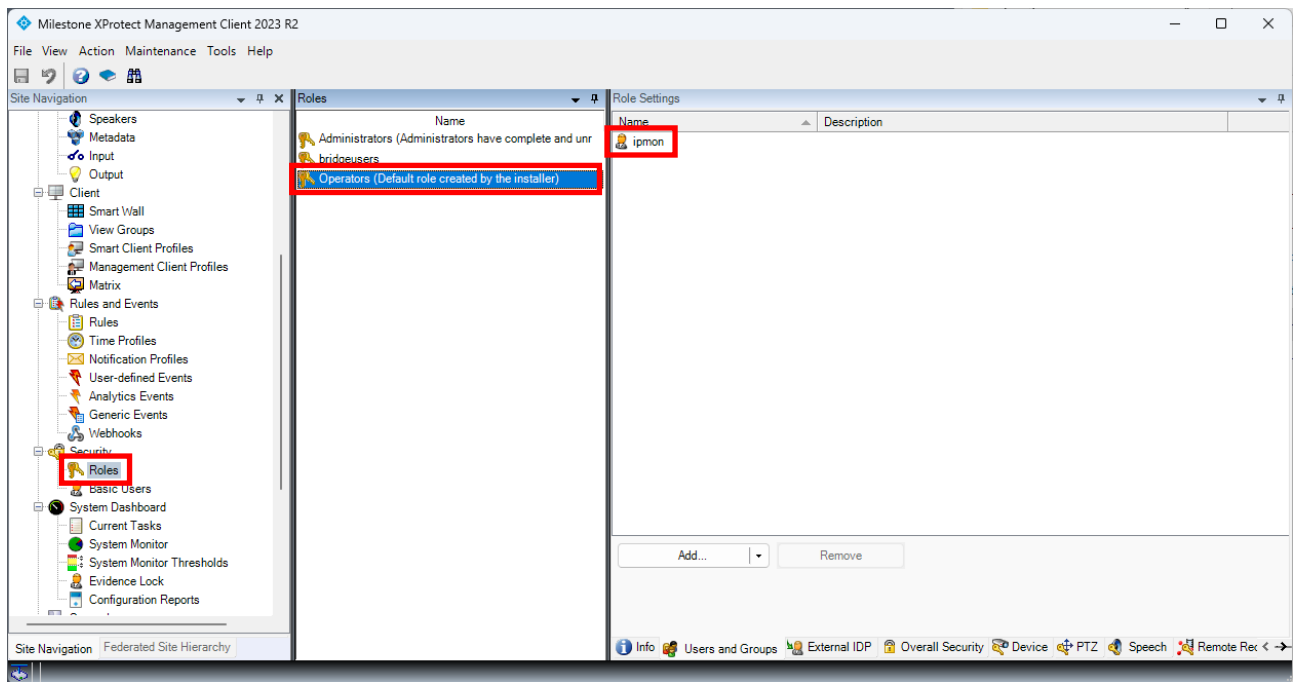 Milestone XProtect Management Client 2023 R2
File View Action Maintenance Tools Help
Site Navigation
Speakers
Metadata
Input
Output
Client
Smart Wall
View Groups
Smart Client Profiles
Management Client Profiles
Matrix
Rules and Events
Rules
Time Profiles
Notification Profiles
User-defined Events
Analytics Events
Generic Events
Webhooks
Security
Roles
Basic Users
System Dashboard
Current Tasks
System Monitor
System Monitor Thresholds
Evidence Lock
Configuration Reports
Site Navigation Federated Site Hierarchy
Roles
Name
Administrators (Administrators have complete and unr
bridgeusers
Operators (Default role created by the installer)
Role Settings
Name Description
ipmon
Add... Remove
Info Users and Groups External IDP Overall Security Device PTZ Speech Remote Rec